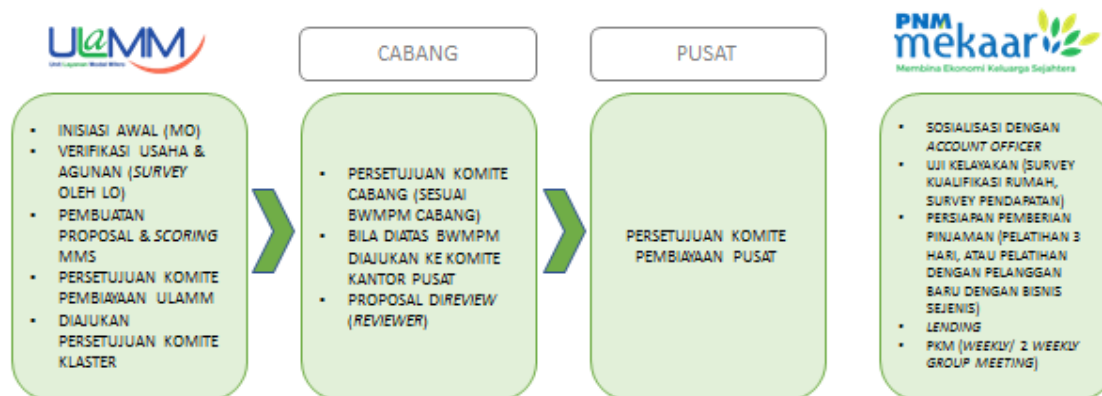 ULaMM
Unit Layanan Modal Mikro
CABANG
PUSAT
PNM
mekaar
Membina Ekonomi Keluarga Sejahtera
▪ INISIASI AWAL (MO)
▪ VERIFIKASI USAHA &
AGUNAN (SURVEY
OLEH LO)
▪ PEMBUATAN
PROPOSAL & SCORING
MMS
▪ PERSETUJUAN KOMITE
PEMBIAYAAN ULAMM
▪ DIAJUKAN
PERSETUJUAN KOMITE
KLASTER
▪ PERSETUJUAN KOMITE
CABANG (SESUAI
BWMPM CABANG)
▪ BILA DIATAS BWMPM
DIAJUKAN KE KOMITE
KANTOR PUSAT
▪ PROPOSAL DIREVIEW
(REVIEWER)
PERSETUJUAN KOMITE
PEMBIAYAAN PUSAT
▪ SOSIALISASI DENGAN
ACCOUNT OFFICER
▪ UJI KELAYAKAN (SURVEY
KUALIFIKASI RUMAH,
SURVEY PENDAPATAN)
▪ PERSIAPAN PEMBERIAN
PINJAMAN (PELATIHAN 3
HARI, ATAU PELATIHAN
DENGAN PELANGGAN
BARU DENGAN BISNIS
SEJENIS)
▪ LENDING
▪ PKM (WEEKLY/ 2 WEEKLY
GROUP MEETING)